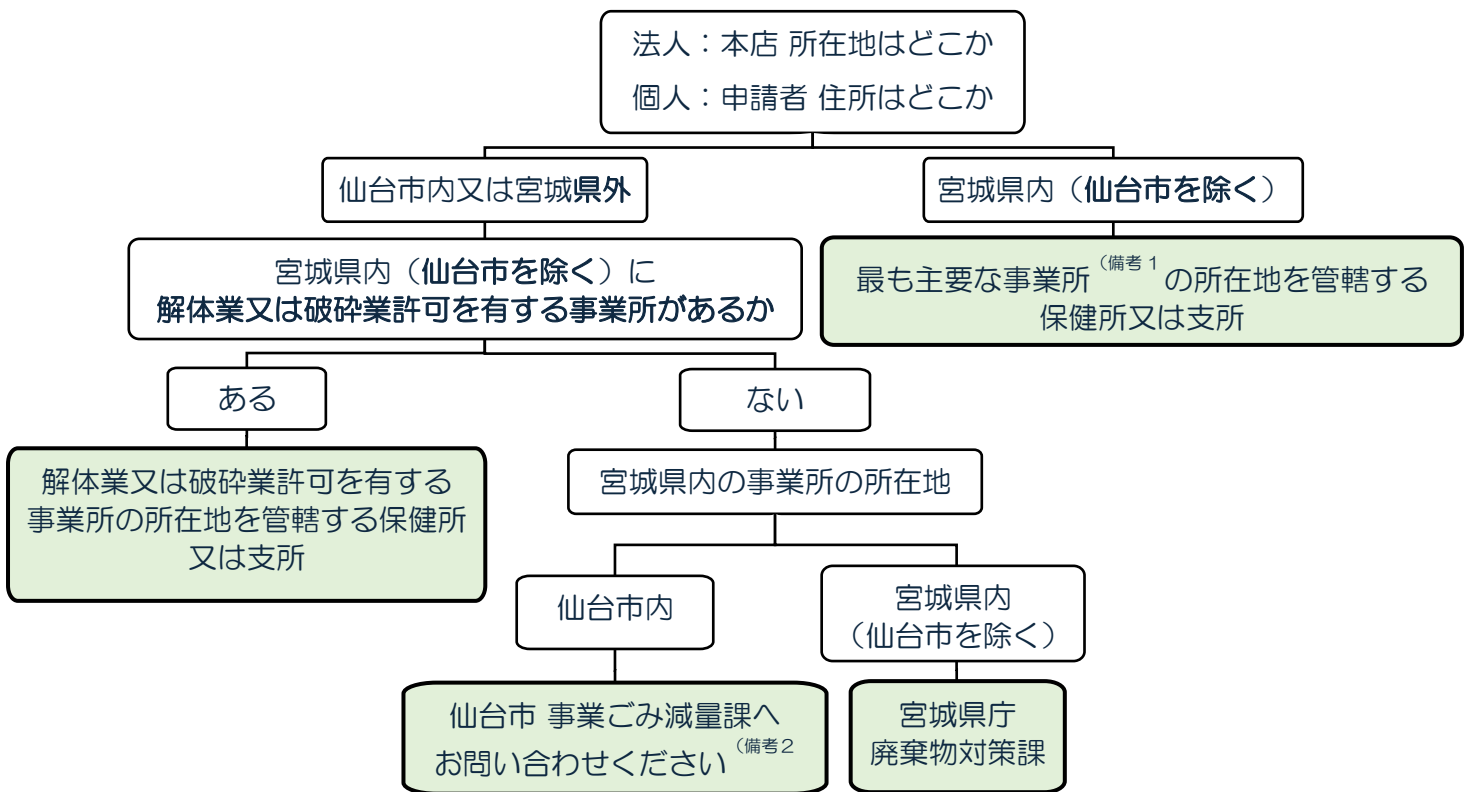 法人：本店 所在地はどこか
個人：申請者 住所はどこか
仙台市内又は宮城県外
宮城県内（仙台市を除く）
宮城県内（仙台市を除く）に
解体業又は破砕業許可を有する事業所があるか
最も主要な事業所（備考１の所在地を管轄する
保健所又は支所
ある
ない
解体業又は破砕業許可を有する
事業所の所在地を管轄する保健所
又は支所
宮城県内の事業所の所在地
仙台市内
宮城県内
（仙台市を除く）
仙台市 事業ごみ減量課へ
お問い合わせください（備考２
宮城県庁
廃棄物対策課